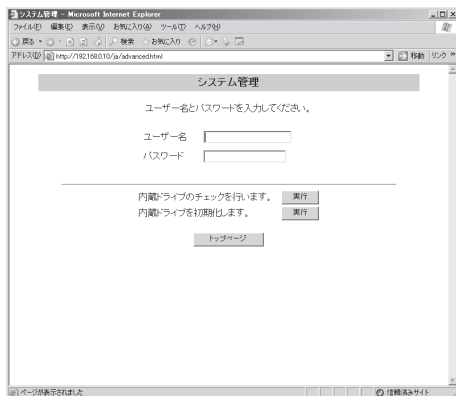 システム管理 - Microsoft Internet Explorer
ファイル(F) 編集(E) 表示(V) お気に入り(A) ツール(T) ヘルプ(H)
戻る 検索 お気に入り
アドレス(D) http://192.168.0.10/ja/advanced.html 移動 リンク »
システム管理
ユーザー名とパスワードを入力してください。
ユーザー名
パスワード
内蔵ドライブのチェックを行います。 実行
内蔵ドライブを初期化します。 実行
トップページ
ページが表示されました 信頼済みサイト